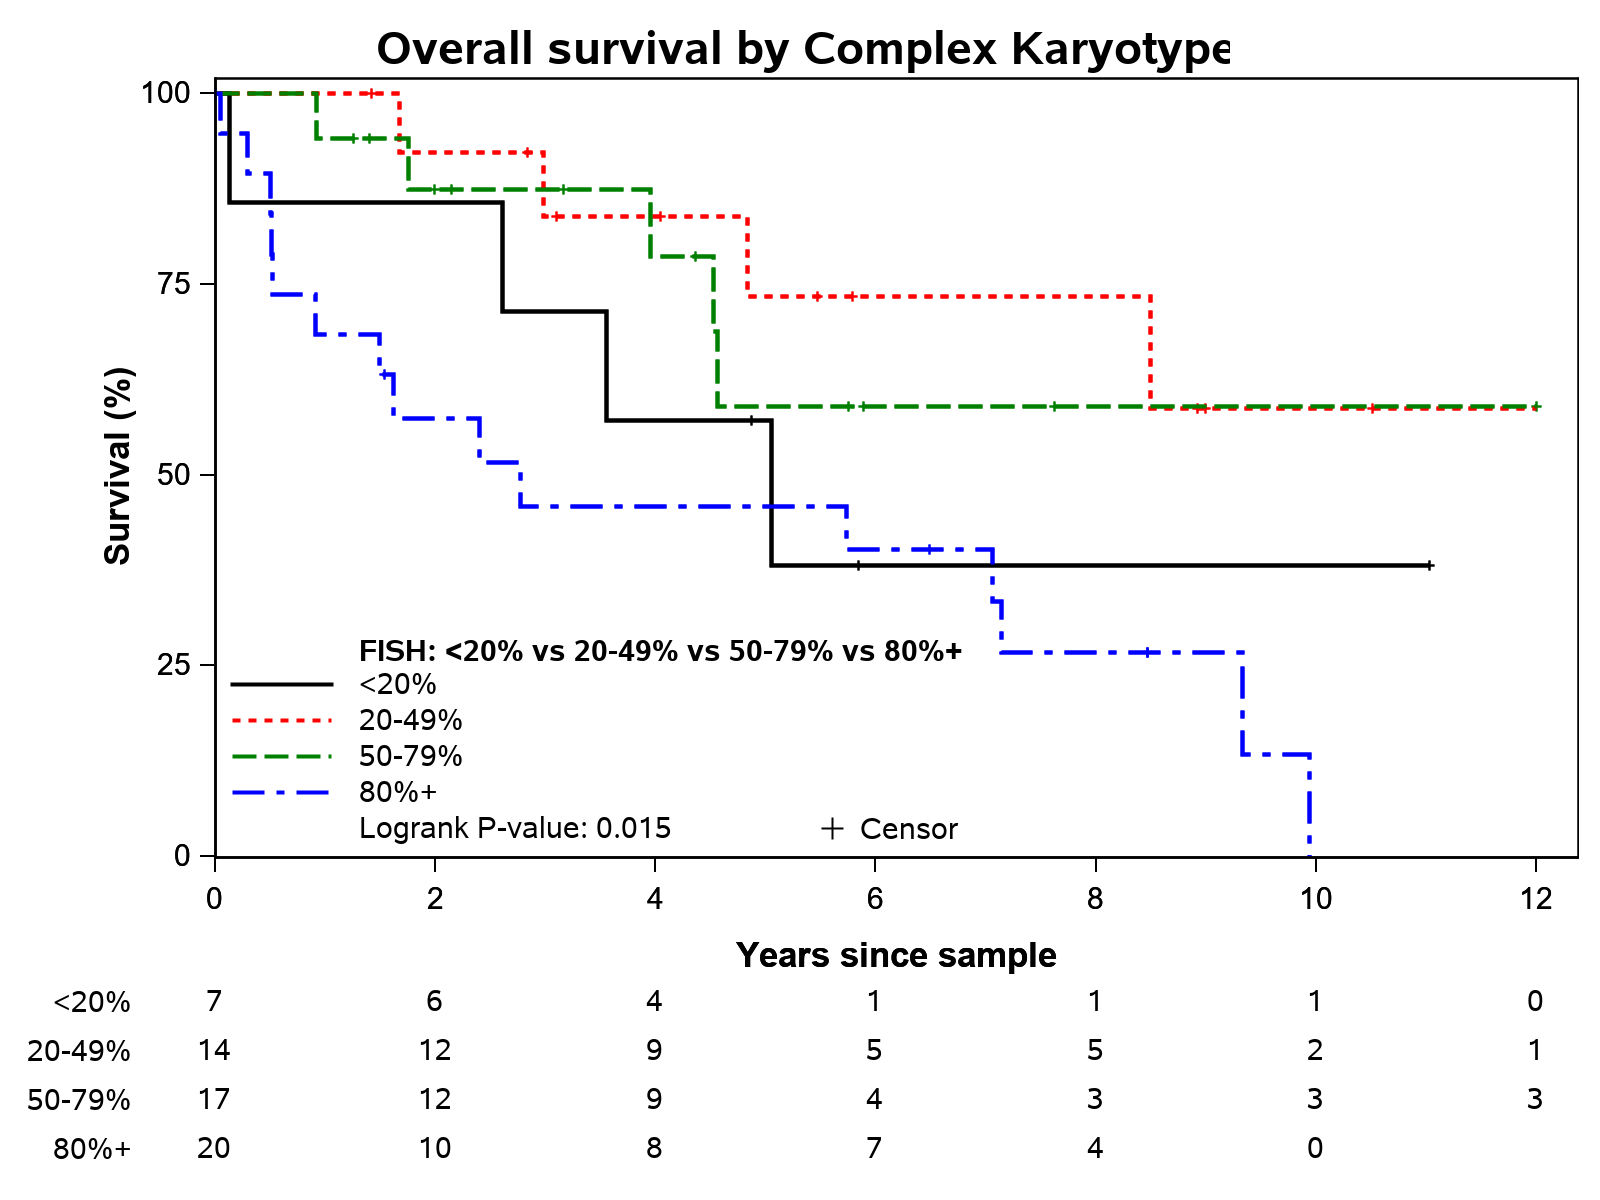 Overall survival by Complex Karyotype
100
75
50
25
0
Survival (%)
FISH: <20% vs 20-49% vs 50-79% vs 80%+
<20%
20-49%
50-79%
80%+
Logrank P-value: 0.015
+ Censor
0 2 4 6 8 10 12
Years since sample
<20% 7 6 4 1 1 1 0
20-49% 14 12 9 5 5 2 1
50-79% 17 12 9 4 3 3 3
80%+ 20 10 8 7 4 0